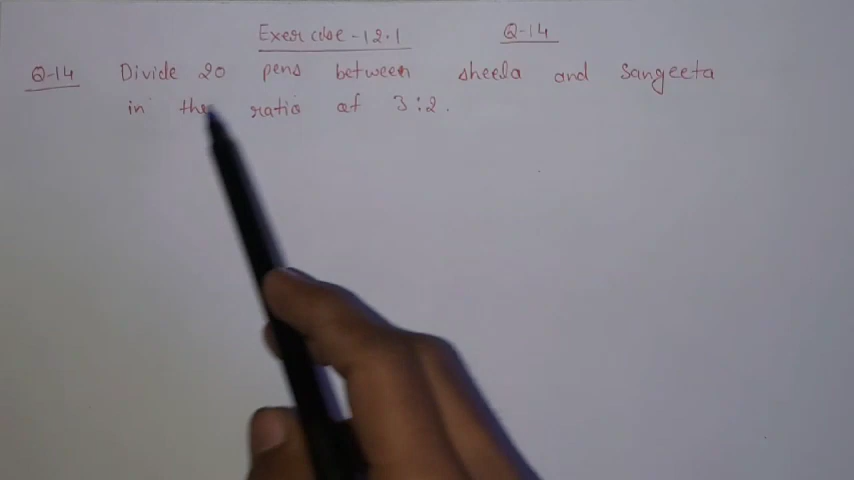 Exercise-12.1 Q-14
Q-14 Divide 20 pens between sheela and sangeeta
in the ratio of 3:2.